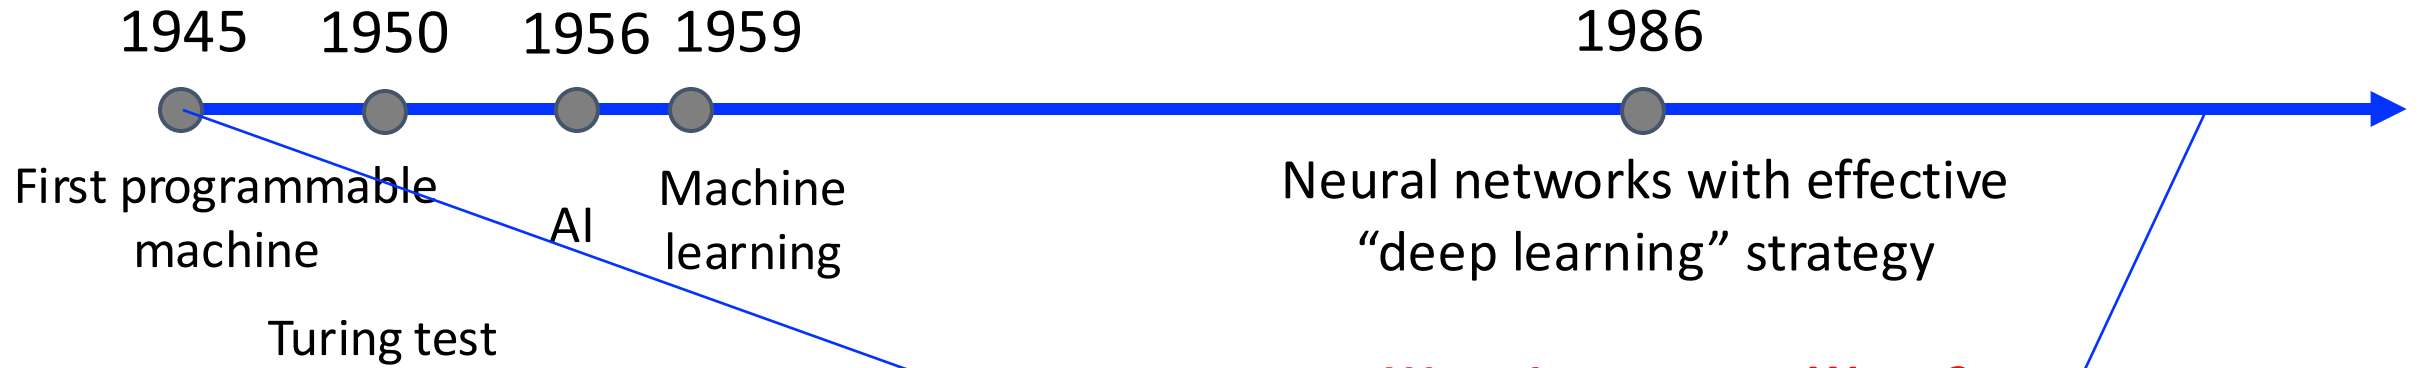 1945 1950 1956 1959 1986
First programmable
machine
Turing test
AI
Machine
learning
Neural networks with effective
“deep learning” strategy